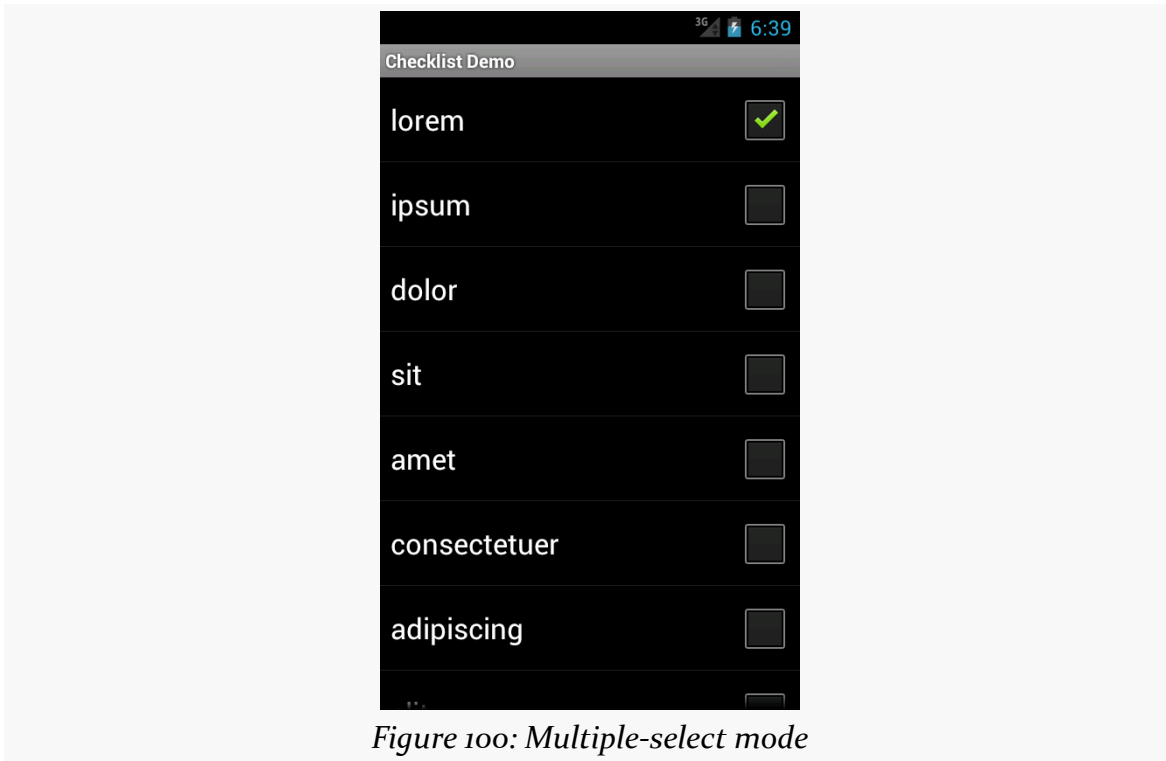 3G 6:39
Checklist Demo
lorem
ipsum
dolor
sit
amet
consectetuer
adipiscing
Figure 100: Multiple-select mode